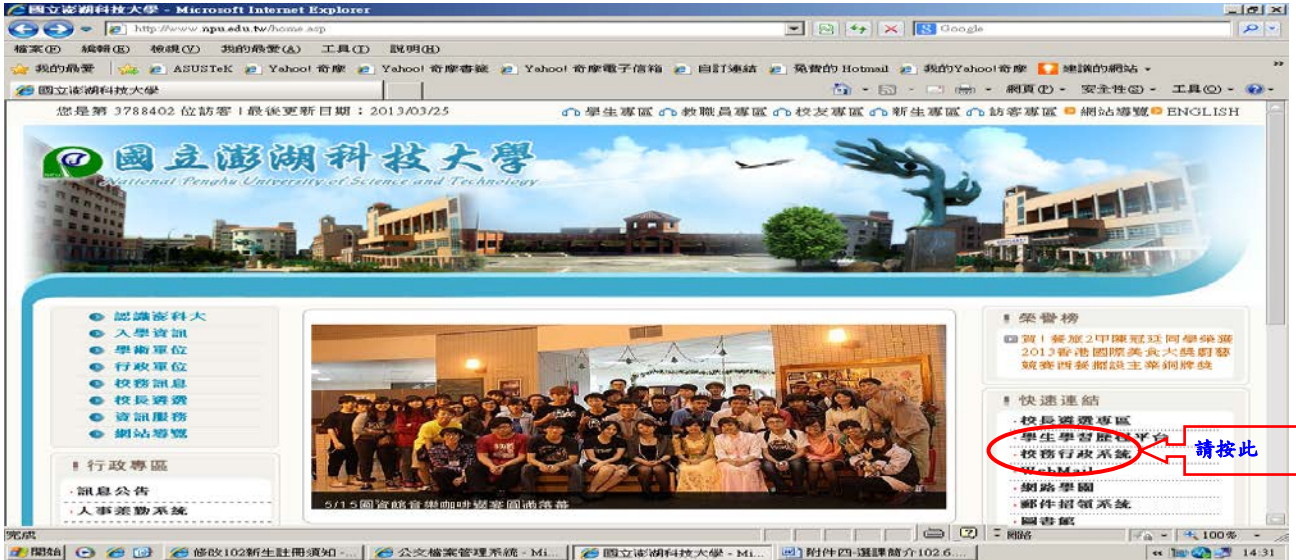 國立澎湖科技大學 - Microsoft Internet Explorer
http://www.npu.edu.tw/home.asp
Google
檔案(F) 編輯(E) 檢視(V) 我的最愛(A) 工具(T) 說明(H)
我的最愛 ASUSTeK Yahoo! 奇摩 Yahoo! 奇摩書籤 Yahoo! 奇摩電子信箱 自訂連結 免費的 Hotmail 我的Yahoo!奇摩 建議的網站
國立澎湖科技大學
網頁(P) 安全性(S) 工具(O)
您是第 3788402 位訪客 | 最後更新日期：2013/03/25
學生專區 教職員專區 校友專區 新生專區 訪客專區 網站導覽 ENGLISH
國立澎湖科技大學
National Penghu University of Science and Technology
認識澎科大
入學資訊
學術單位
行政單位
校務訊息
校長遴選
資訊服務
網站導覽
行政專區
訊息公告
人事差勤系統
5/15圖資館音樂咖啡饗宴圓滿落幕
榮譽榜
賀！餐旅2甲陳冠廷同學榮獲
2013香港國際美食大獎廚藝
競賽西餐擺設主菜銅牌獎
快速連結
校長遴選專區
學生學習歷程平台
校務行政系統
WebMail
網路學園
郵件招領系統
圖書館
請按此
完成
網路
100%
開始
修改102新生註冊須知 -...
公文檔案管理系統 - Mi...
國立澎湖科技大學 - Mi...
附件四-選課簡介102.6....
14:31